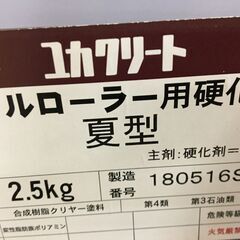 ユカクリート
ルローラー用硬化
夏型
主剤:硬化剤=
2.5kg
製造
番号
180516S
合成樹脂クリヤー塗料
第4類
第3石油類
変性脂肪族ポリアミン
危険等級
火気厳禁